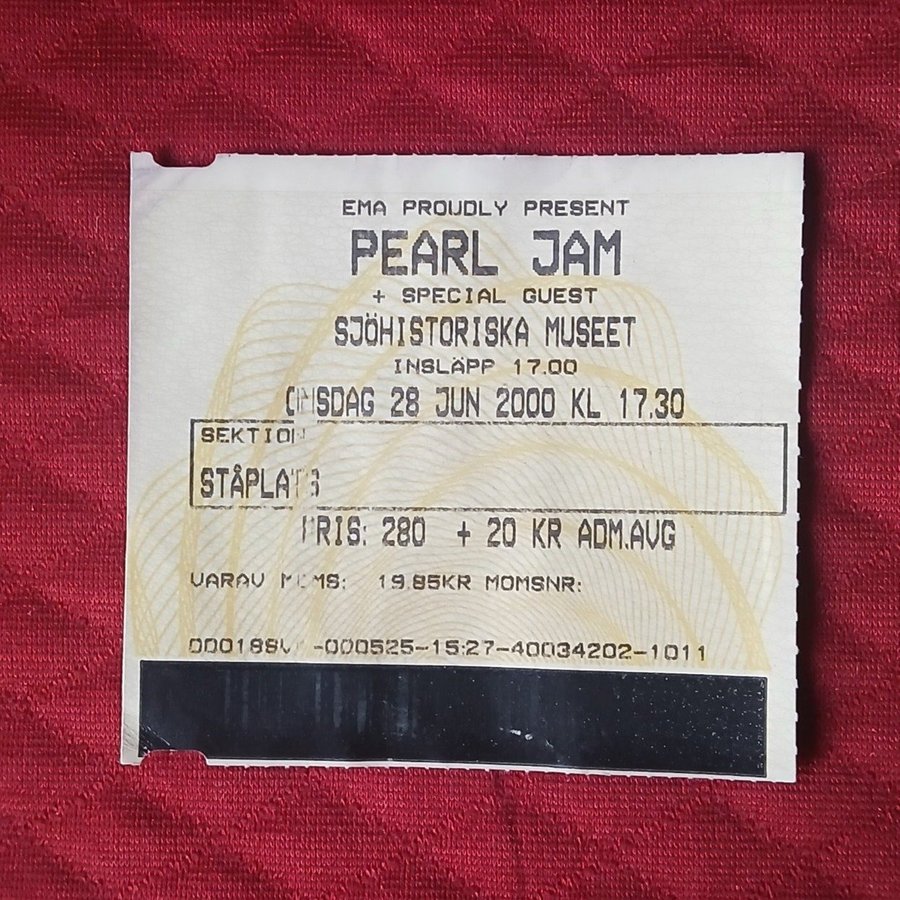 EMA PROUDLY PRESENT
PEARL JAM
+ SPECIAL GUEST
SJÖHISTORISKA MUSEET
INSLÄPP 17.00
ONSDAG 28 JUN 2000 KL 17.30
SEKTION
STÅPLATS
PRIS: 280 + 20 KR ADM.AVG
VARAV MOMS: 19.85KR MOMSNR:
-000525-15:27-40034202-1011